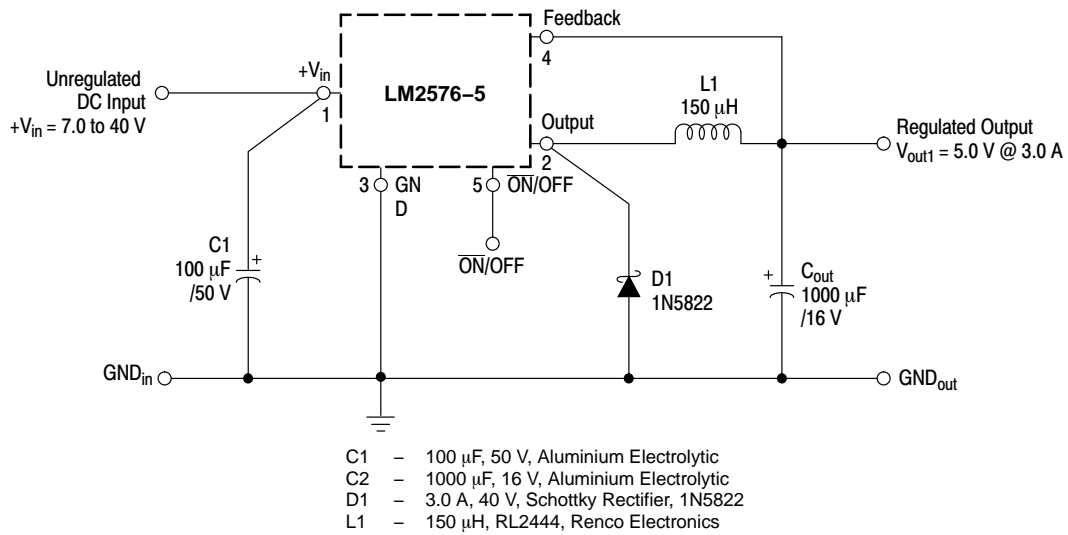 Feedback
4
Unregulated
DC Input
+Vin = 7.0 to 40 V
+Vin
1
LM2576−5
L1
150 μH
Output
2
Regulated Output
Vout1 = 5.0 V @ 3.0 A
3
GN
D
5
ON/OFF
ON/OFF
C1
100 μF
/50 V
+
D1
1N5822
+
Cout
1000 μF
/16 V
GNDin
GNDout
C1 – 100 μF, 50 V, Aluminium Electrolytic
C2 – 1000 μF, 16 V, Aluminium Electrolytic
D1 – 3.0 A, 40 V, Schottky Rectifier, 1N5822
L1 – 150 μH, RL2444, Renco Electronics